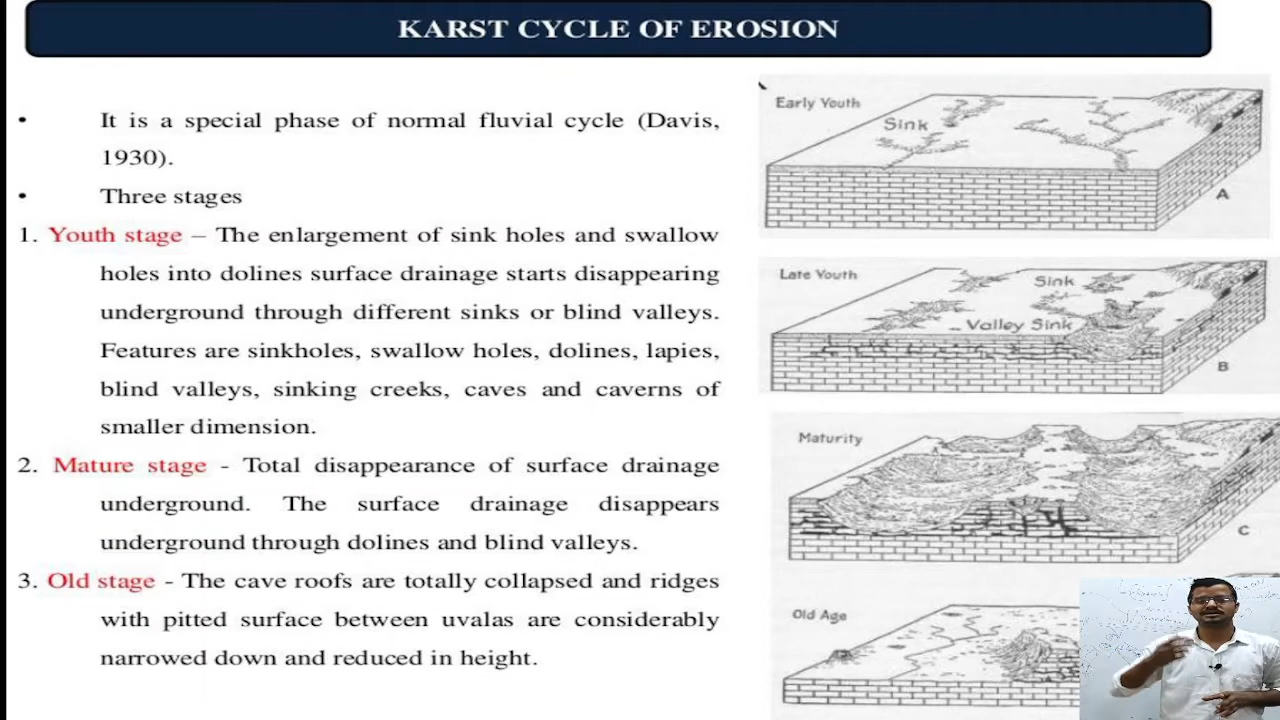 KARST CYCLE OF EROSION
• It is a special phase of normal fluvial cycle (Davis,
1930).
• Three stages
1. Youth stage – The enlargement of sink holes and swallow
holes into dolines surface drainage starts disappearing
underground through different sinks or blind valleys.
Features are sinkholes, swallow holes, dolines, lapies,
blind valleys, sinking creeks, caves and caverns of
smaller dimension.
2. Mature stage - Total disappearance of surface drainage
underground. The surface drainage disappears
underground through dolines and blind valleys.
3. Old stage - The cave roofs are totally collapsed and ridges
with pitted surface between uvalas are considerably
narrowed down and reduced in height.
Early Youth
Sink
A
Late Youth
Sink
Valley Sink
B
Maturity
C
Old Age